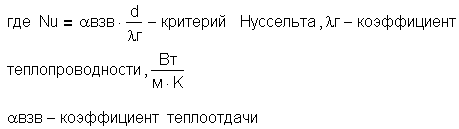 где Nu = αвзв · d/λг – критерий Нуссельта, λг – коэффициент
теплопроводности, Вт/(м · К)
αвзв – коэффициент теплоотдачи